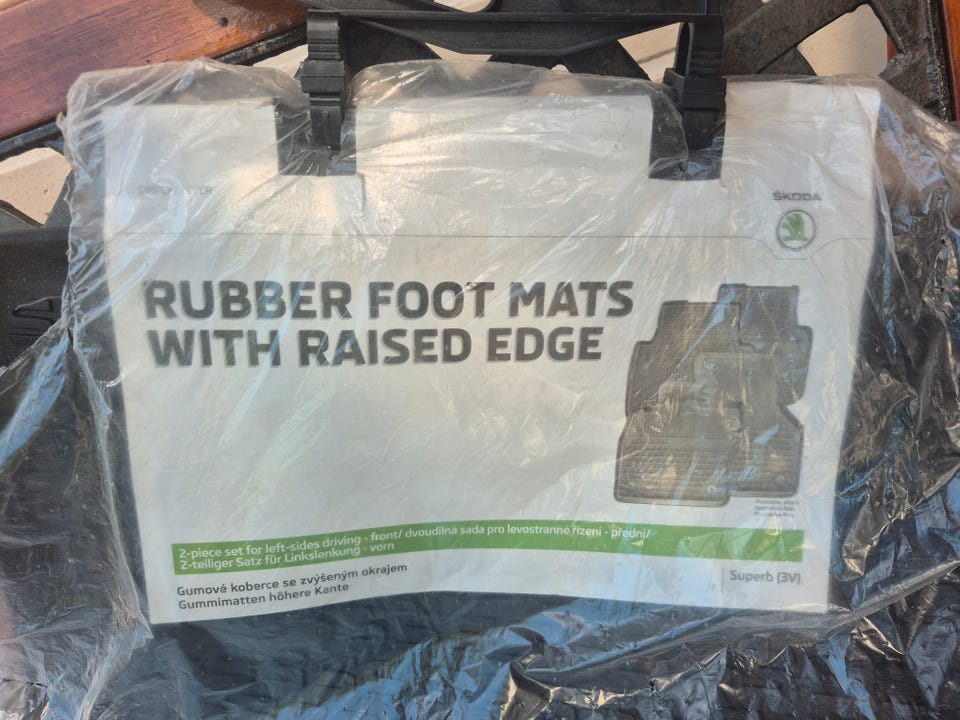 ŠKODA
RUBBER FOOT MATS
WITH RAISED EDGE
2-piece set for left-sides driving - front/ dvoudílná sada pro levostranné řízení - přední/
2-teiliger Satz für Linkslenkung - vorn
Gumové koberce se zvýšeným okrajem
Gummimatten höhere Kante
Superb (3V)